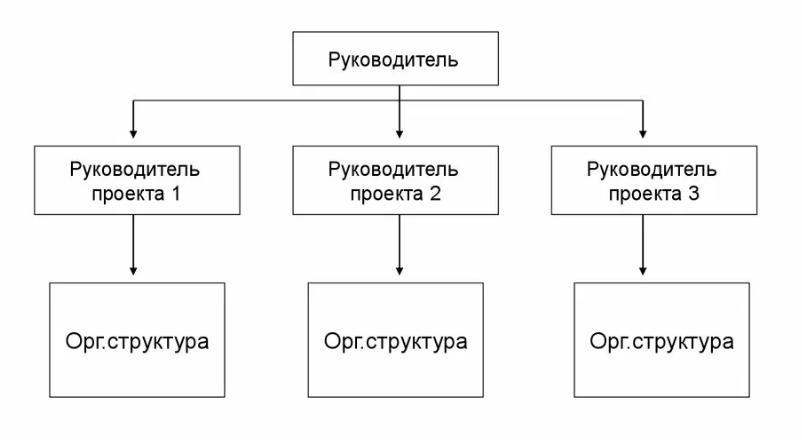 Руководитель
Руководитель
проекта 1
Руководитель
проекта 2
Руководитель
проекта 3
Орг.структура
Орг.структура
Орг.структура